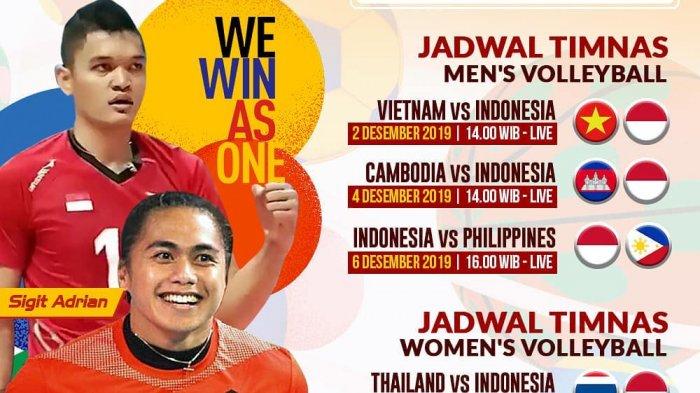 WE
WIN
AS
ONE
1
Sigit Adrian
JADWAL TIMNAS
MEN'S VOLLEYBALL
VIETNAM vs INDONESIA
2 DESEMBER 2019 | 14.00 WIB - LIVE
CAMBODIA vs INDONESIA
4 DESEMBER 2019 | 14.00 WIB - LIVE
INDONESIA vs PHILIPPINES
6 DESEMBER 2019 | 16.00 WIB - LIVE
JADWAL TIMNAS
WOMEN'S VOLLEYBALL
THAILAND vs INDONESIA